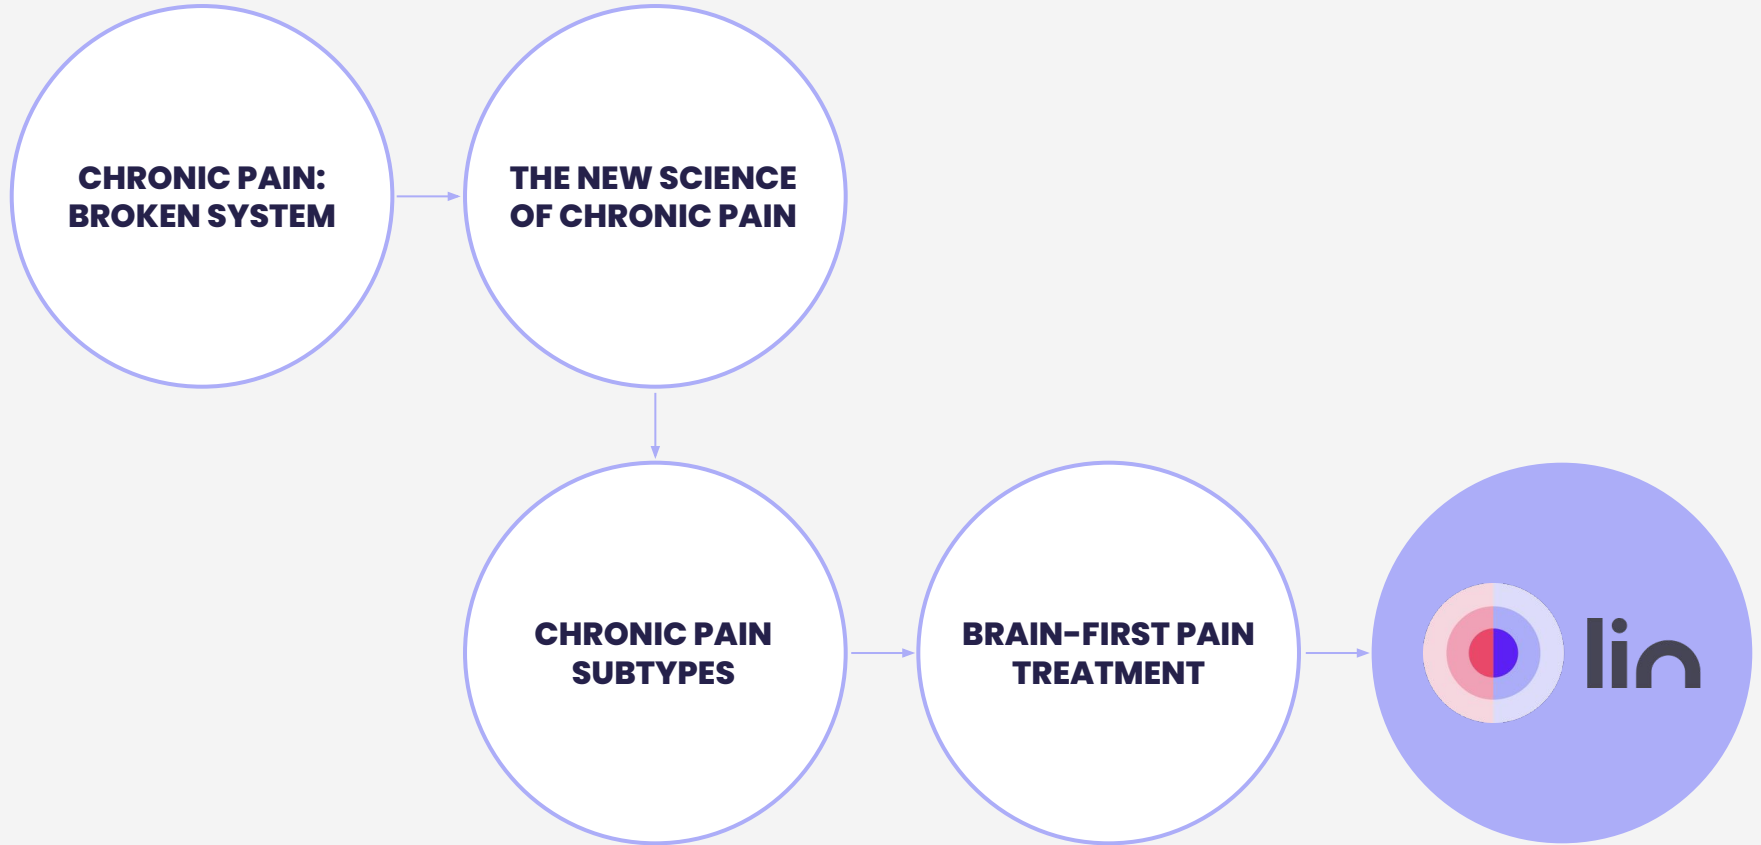 CHRONIC PAIN:
BROKEN SYSTEM
THE NEW SCIENCE
OF CHRONIC PAIN
CHRONIC PAIN
SUBTYPES
BRAIN-FIRST PAIN
TREATMENT
lin